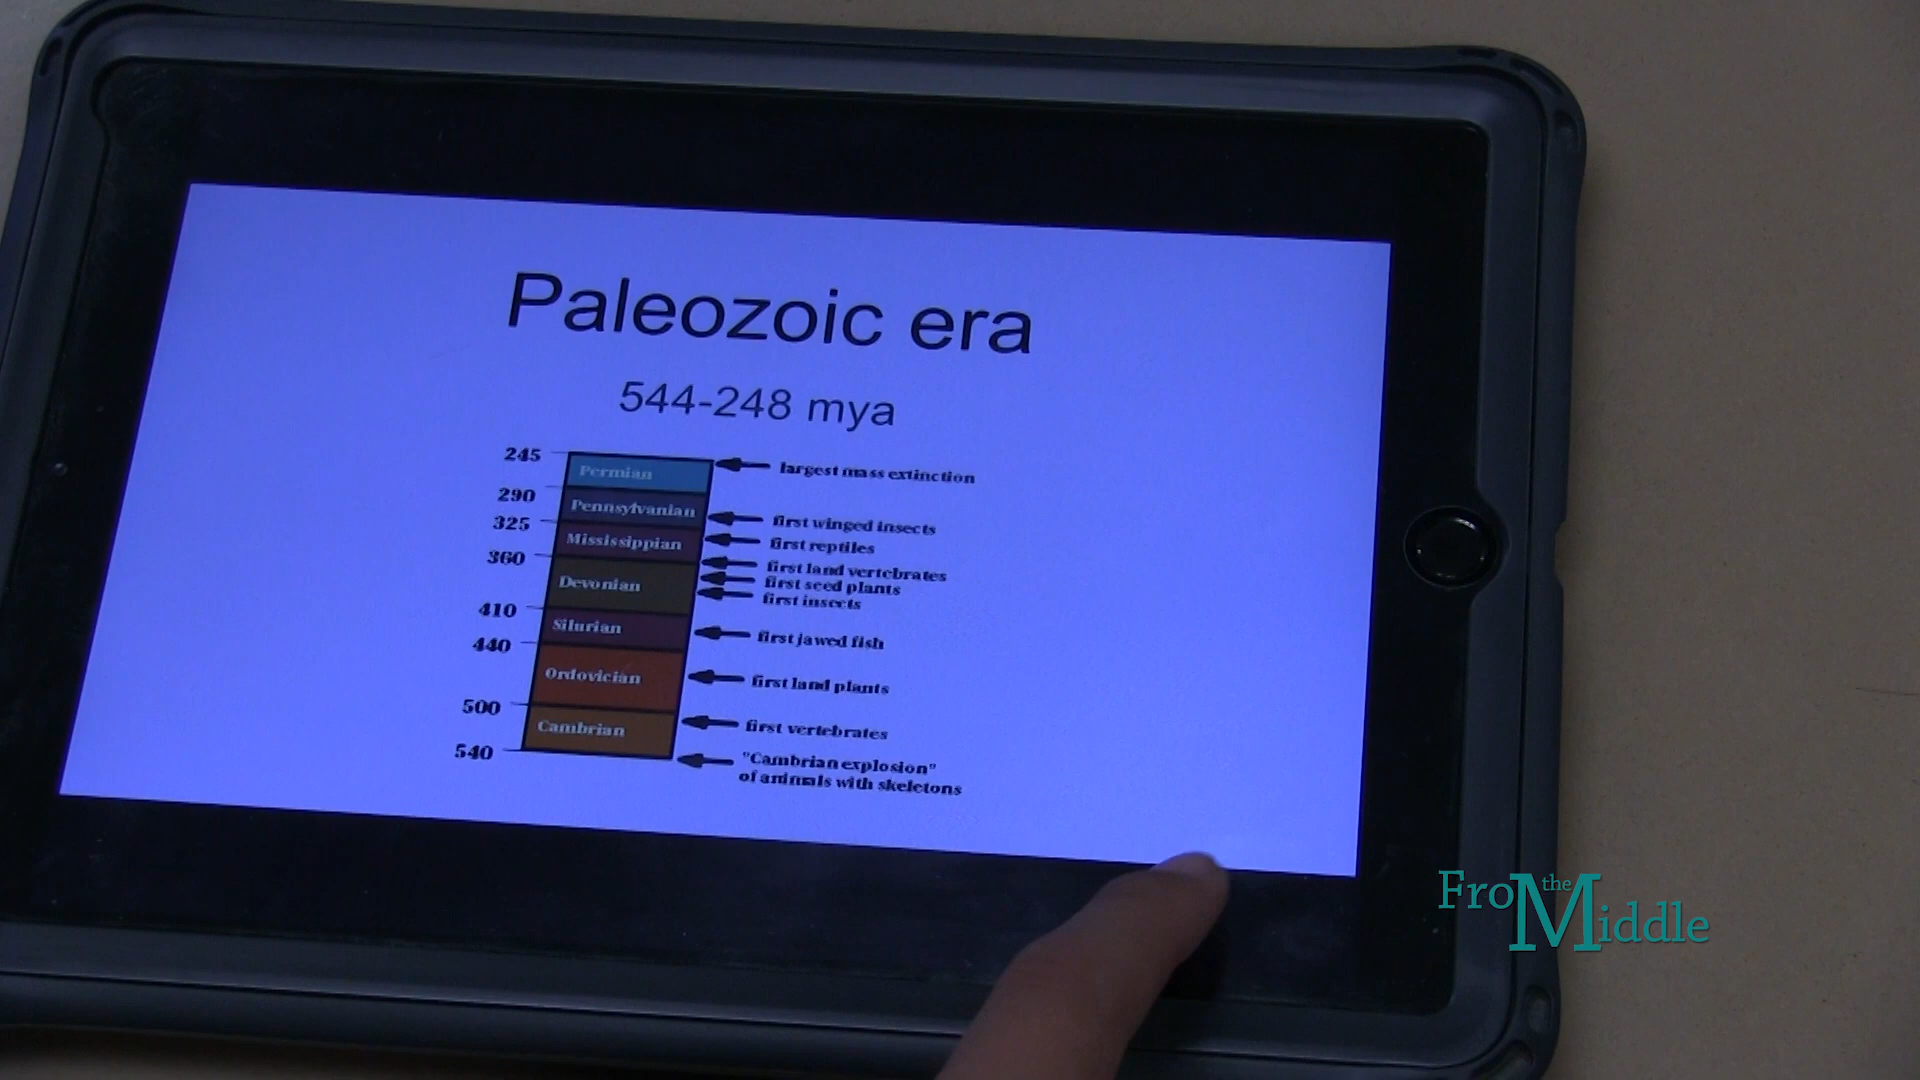 Paleozoic era
544-248 mya
245
Permian
largest mass extinction
290
Pennsylvanian
first winged insects
325
Mississippian
first reptiles
360
first land vertebrates
Devonian
first seed plants
first insects
410
Silurian
first jawed fish
440
Ordovician
first land plants
500
Cambrian
first vertebrates
540
"Cambrian explosion"
of animals with skeletons
From the Middle